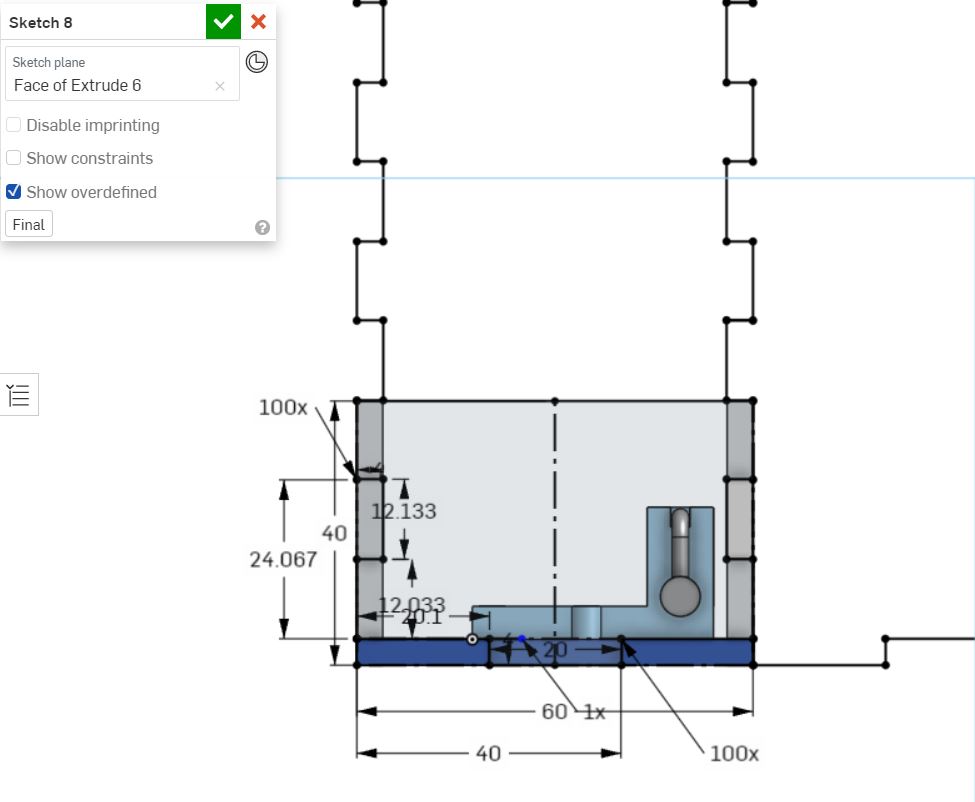 Sketch 8
Sketch plane
Face of Extrude 6
Disable imprinting
Show constraints
Show overdefined
Final
?
100x
4
12.133
40
24.067
12.033
20.1
4
20
60
1x
40
100x